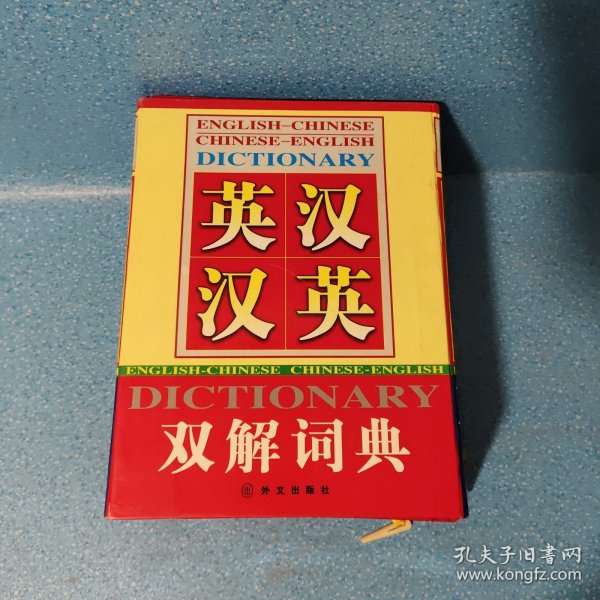 ENGLISH-CHINESE
CHINESE-ENGLISH
DICTIONARY
英汉
汉英
ENGLISH-CHINESE CHINESE-ENGLISH
DICTIONARY
双解词典
外文出版社
孔夫子旧书网
www.kongfz.com